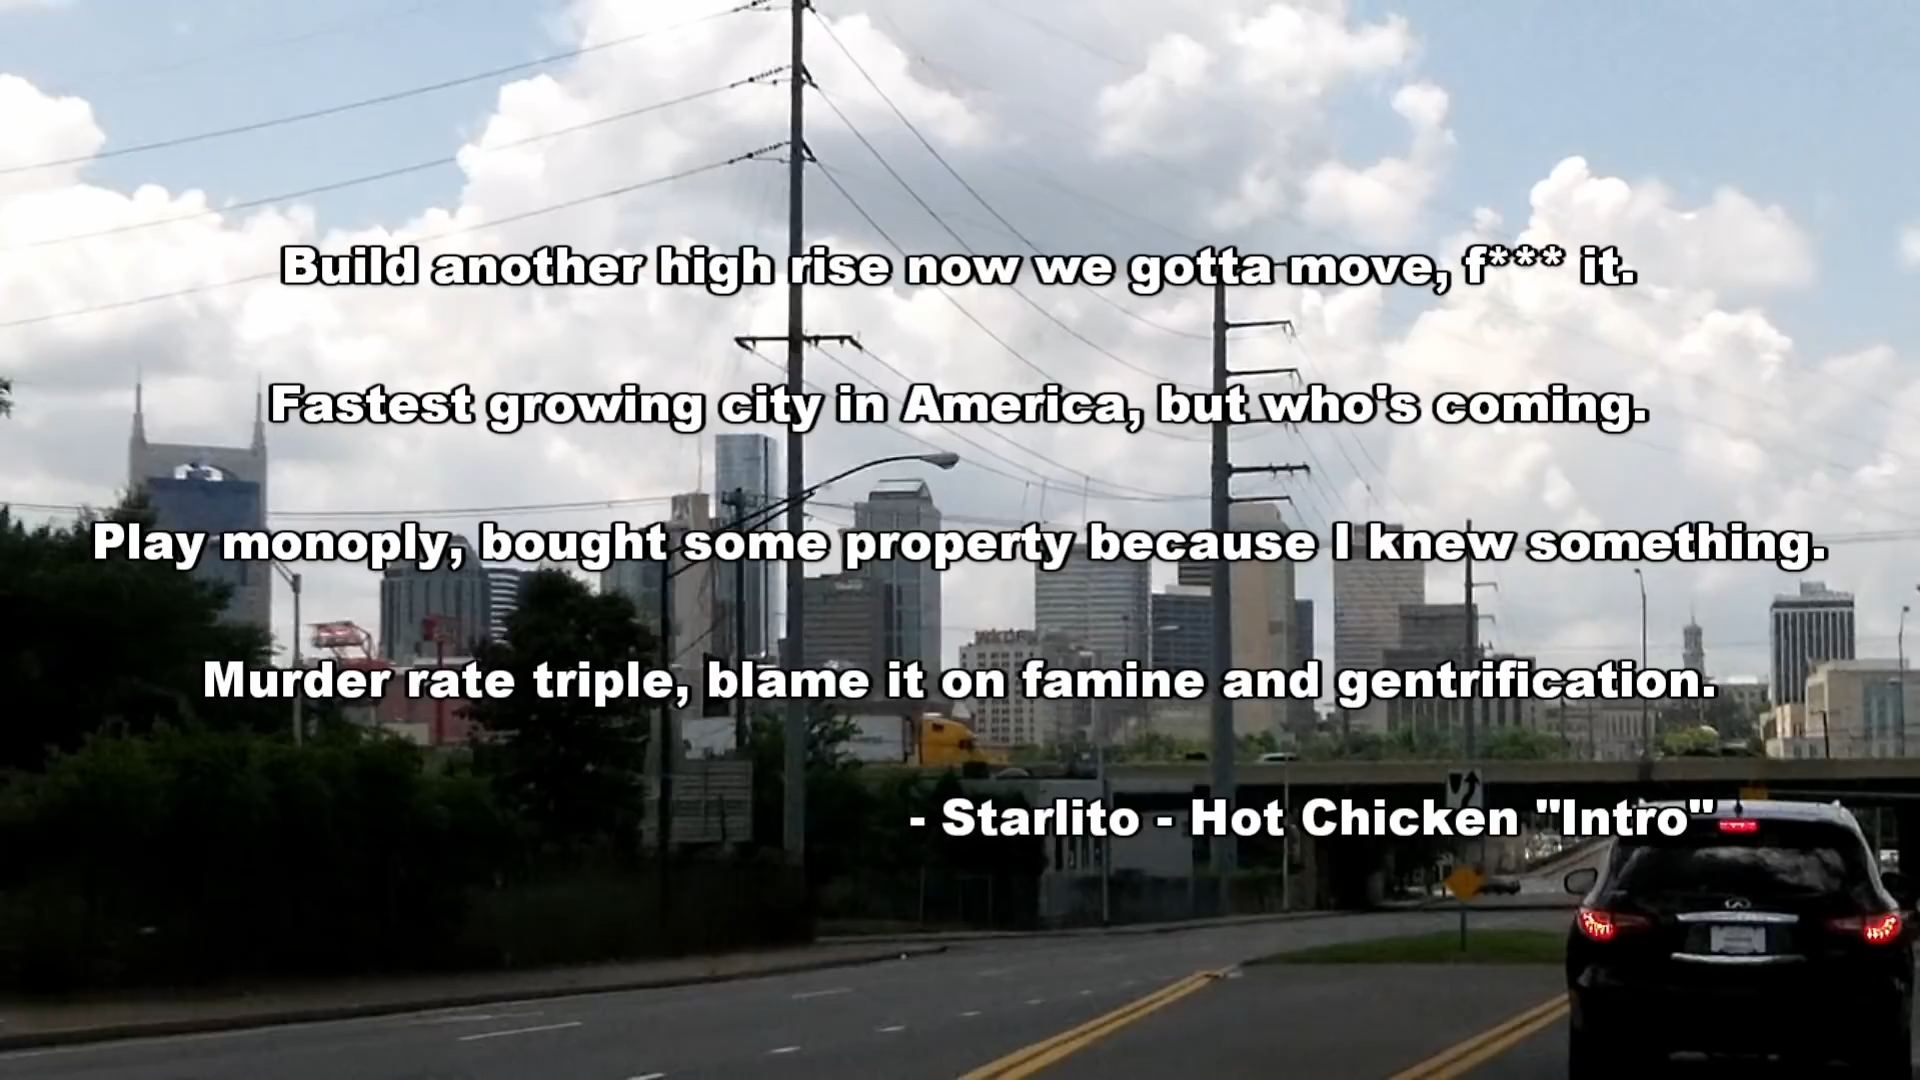 Build another high rise now we gotta move, f*** it.
Fastest growing city in America, but who's coming.
Play monoply, bought some property because I knew something.
Murder rate triple, blame it on famine and gentrification.
- Starlito - Hot Chicken "Intro"